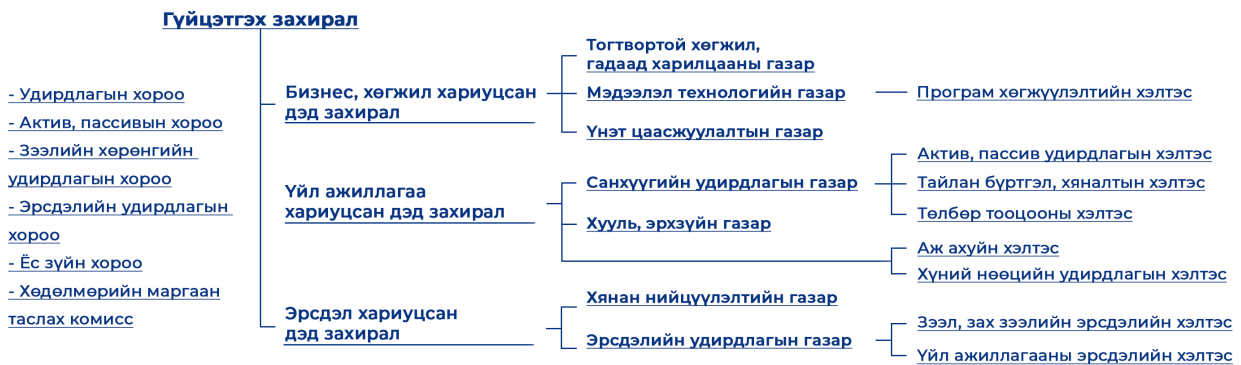 Гүйцэтгэх захирал
- Удирдлагын хороо
- Актив, пассивын хороо
- Зээлийн хөрөнгийн
удирдлагын хороо
- Эрсдэлийн удирдлагын
хороо
- Ёс зүйн хороо
- Хөдөлмөрийн маргаан
таслах комисс
Бизнес, хөгжил хариуцсан
дэд захирал
Тогтвортой хөгжил,
гадаад харилцааны газар
Мэдээлэл технологийн газар
Програм хөгжүүлэлтийн хэлтэс
Үнэт цаасжуулалтын газар
Үйл ажиллагаа
хариуцсан дэд захирал
Санхүүгийн удирдлагын газар
Актив, пассив удирдлагын хэлтэс
Тайлан бүртгэл, хяналтын хэлтэс
Төлбөр тооцооны хэлтэс
Хууль, эрхзүйн газар
Аж ахуйн хэлтэс
Хүний нөөцийн удирдлагын хэлтэс
Эрсдэл хариуцсан
дэд захирал
Хянан нийцүүлэлтийн газар
Эрсдэлийн удирдлагын газар
Зээл, зах зээлийн эрсдэлийн хэлтэс
Үйл ажиллагааны эрсдэлийн хэлтэс